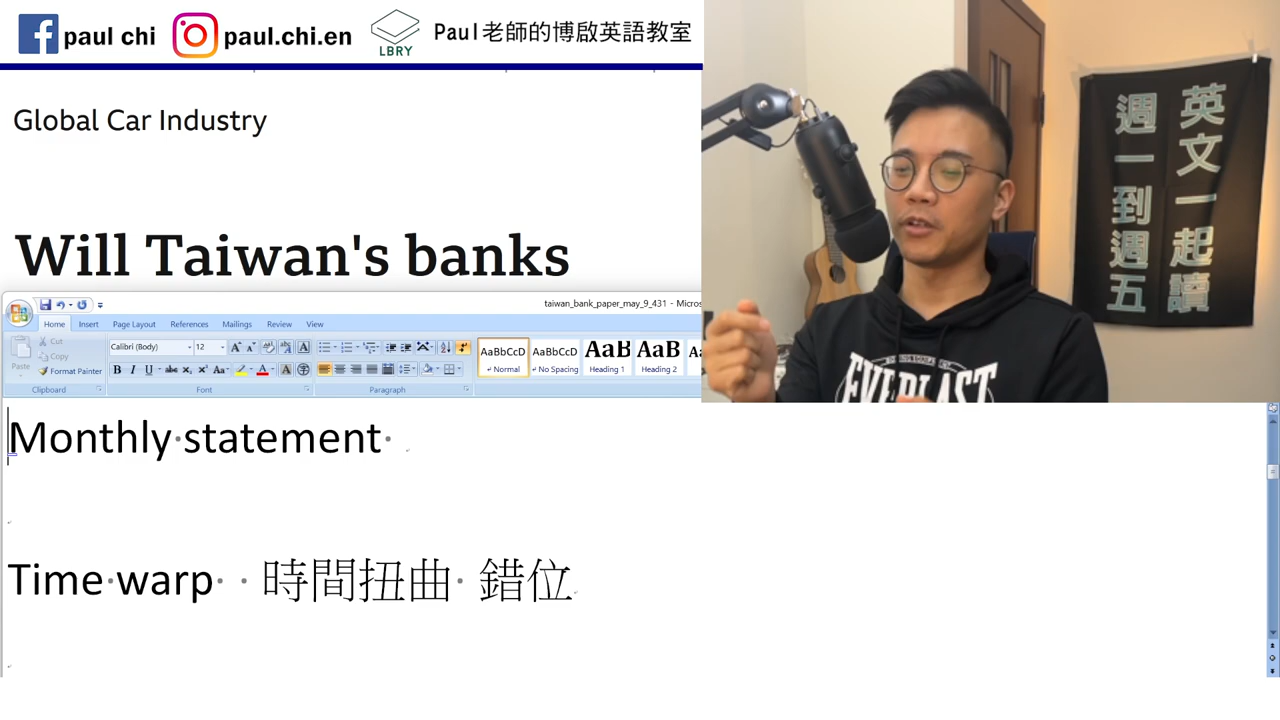 paul chi
paul.chi.en
LBRY
Paul老師的博啟英語教室
Global Car Industry
Will Taiwan's banks
taiwan_bank_paper_may_9_431 - Micros
Home Insert Page Layout References Mailings Review View
Paste
Cut
Copy
Format Painter
Clipboard
Calibri (Body) 12
Font
Paragraph
AaBbCcD AaBbCcD AaB AaB
Normal No Spacing Heading 1 Heading 2
Monthly statement
Time warp 時間扭曲 錯位
英文一起讀
週一到週五
EVERLAST